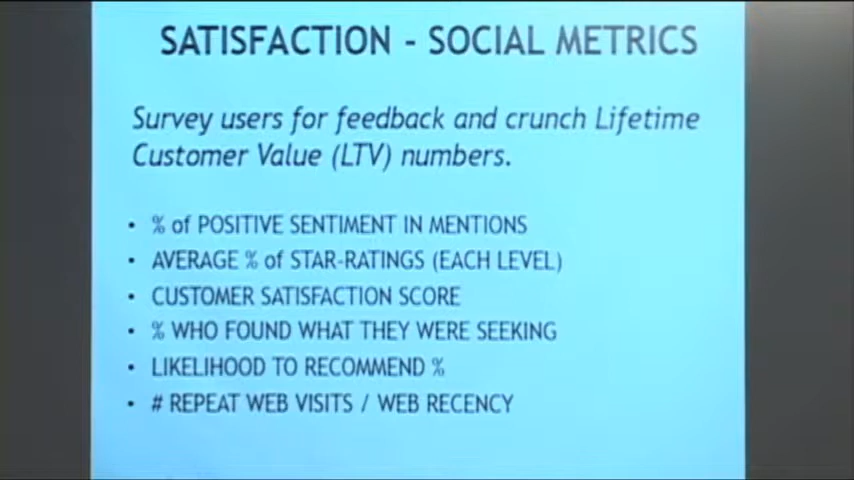 SATISFACTION - SOCIAL METRICS
Survey users for feedback and crunch Lifetime
Customer Value (LTV) numbers.
• % of POSITIVE SENTIMENT IN MENTIONS
• AVERAGE % of STAR-RATINGS (EACH LEVEL)
• CUSTOMER SATISFACTION SCORE
• % WHO FOUND WHAT THEY WERE SEEKING
• LIKELIHOOD TO RECOMMEND %
• # REPEAT WEB VISITS / WEB RECENCY